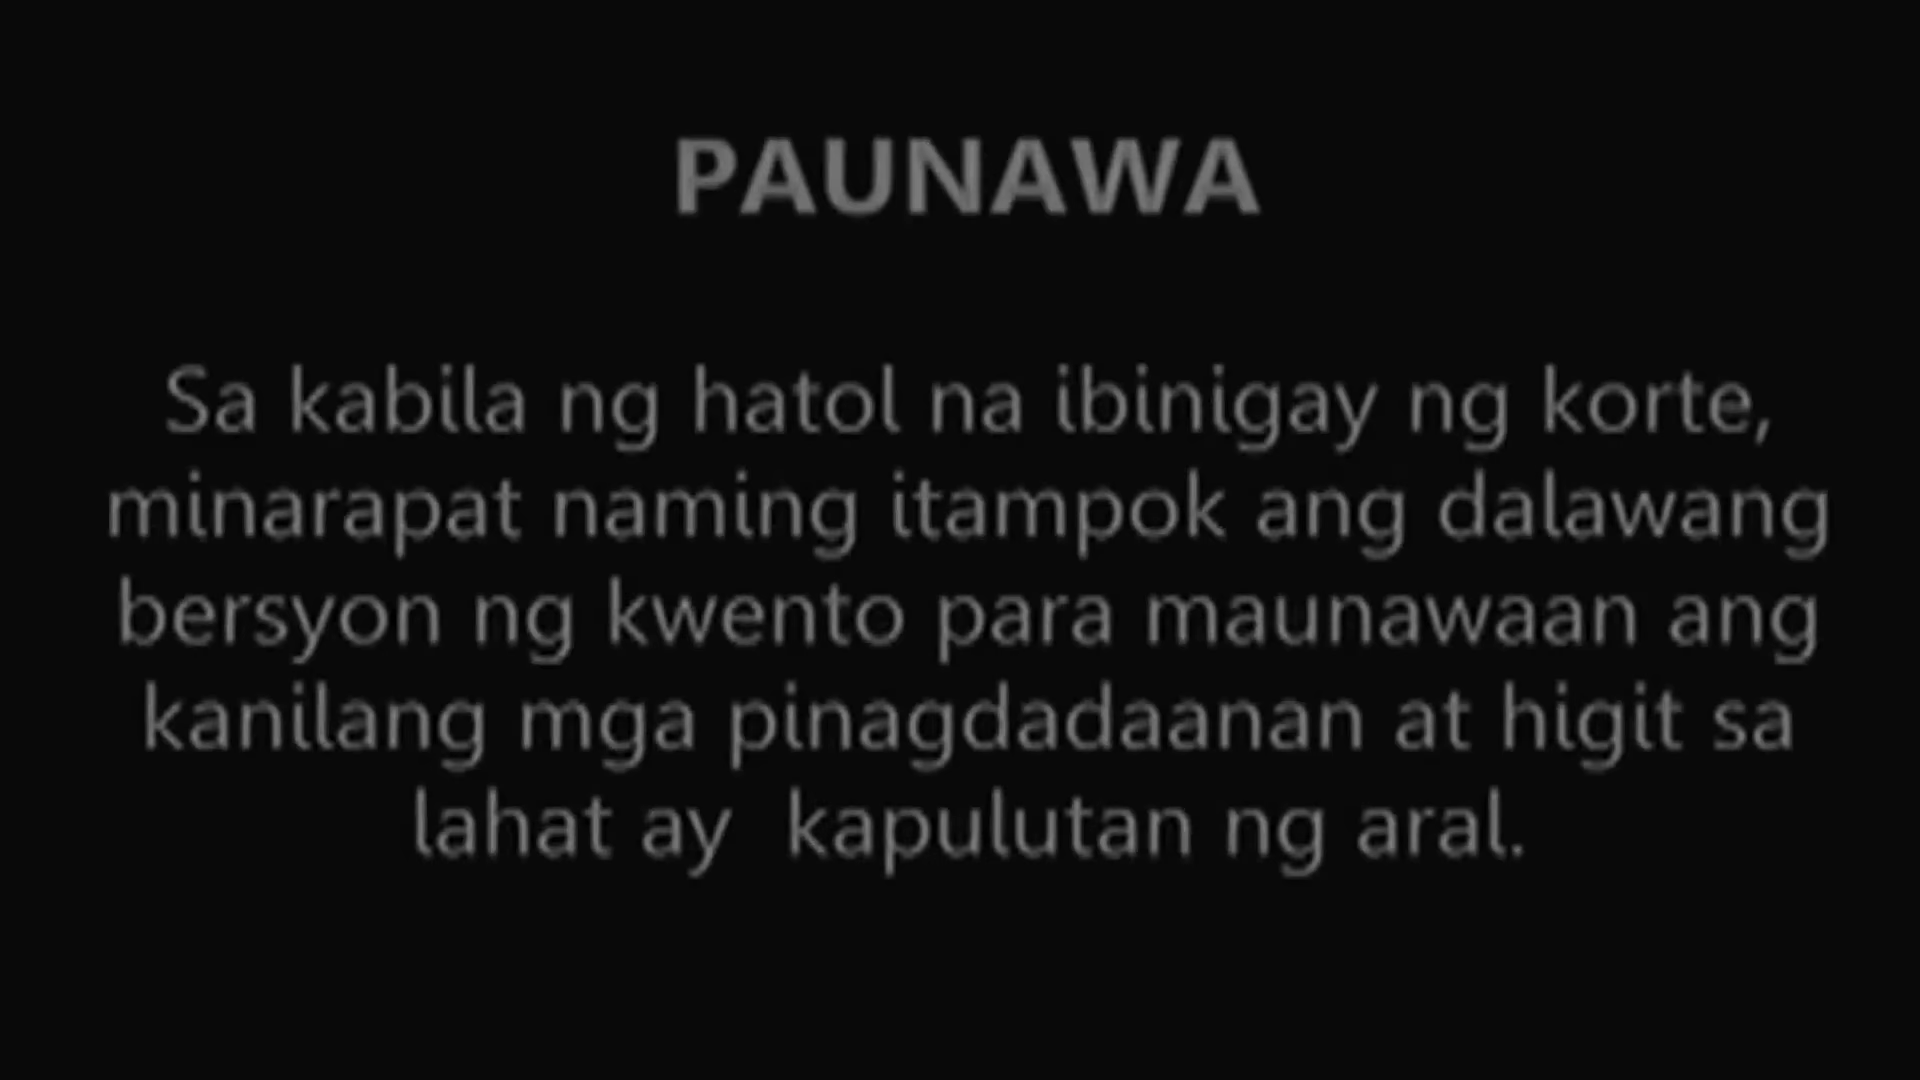 PAUNAWA
Sa kabila ng hatol na ibinigay ng korte,
minarapat naming itampok ang dalawang
bersyon ng kwento para maunawaan ang
kanilang mga pinagdadaanan at higit sa
lahat ay  kapulutan ng aral.